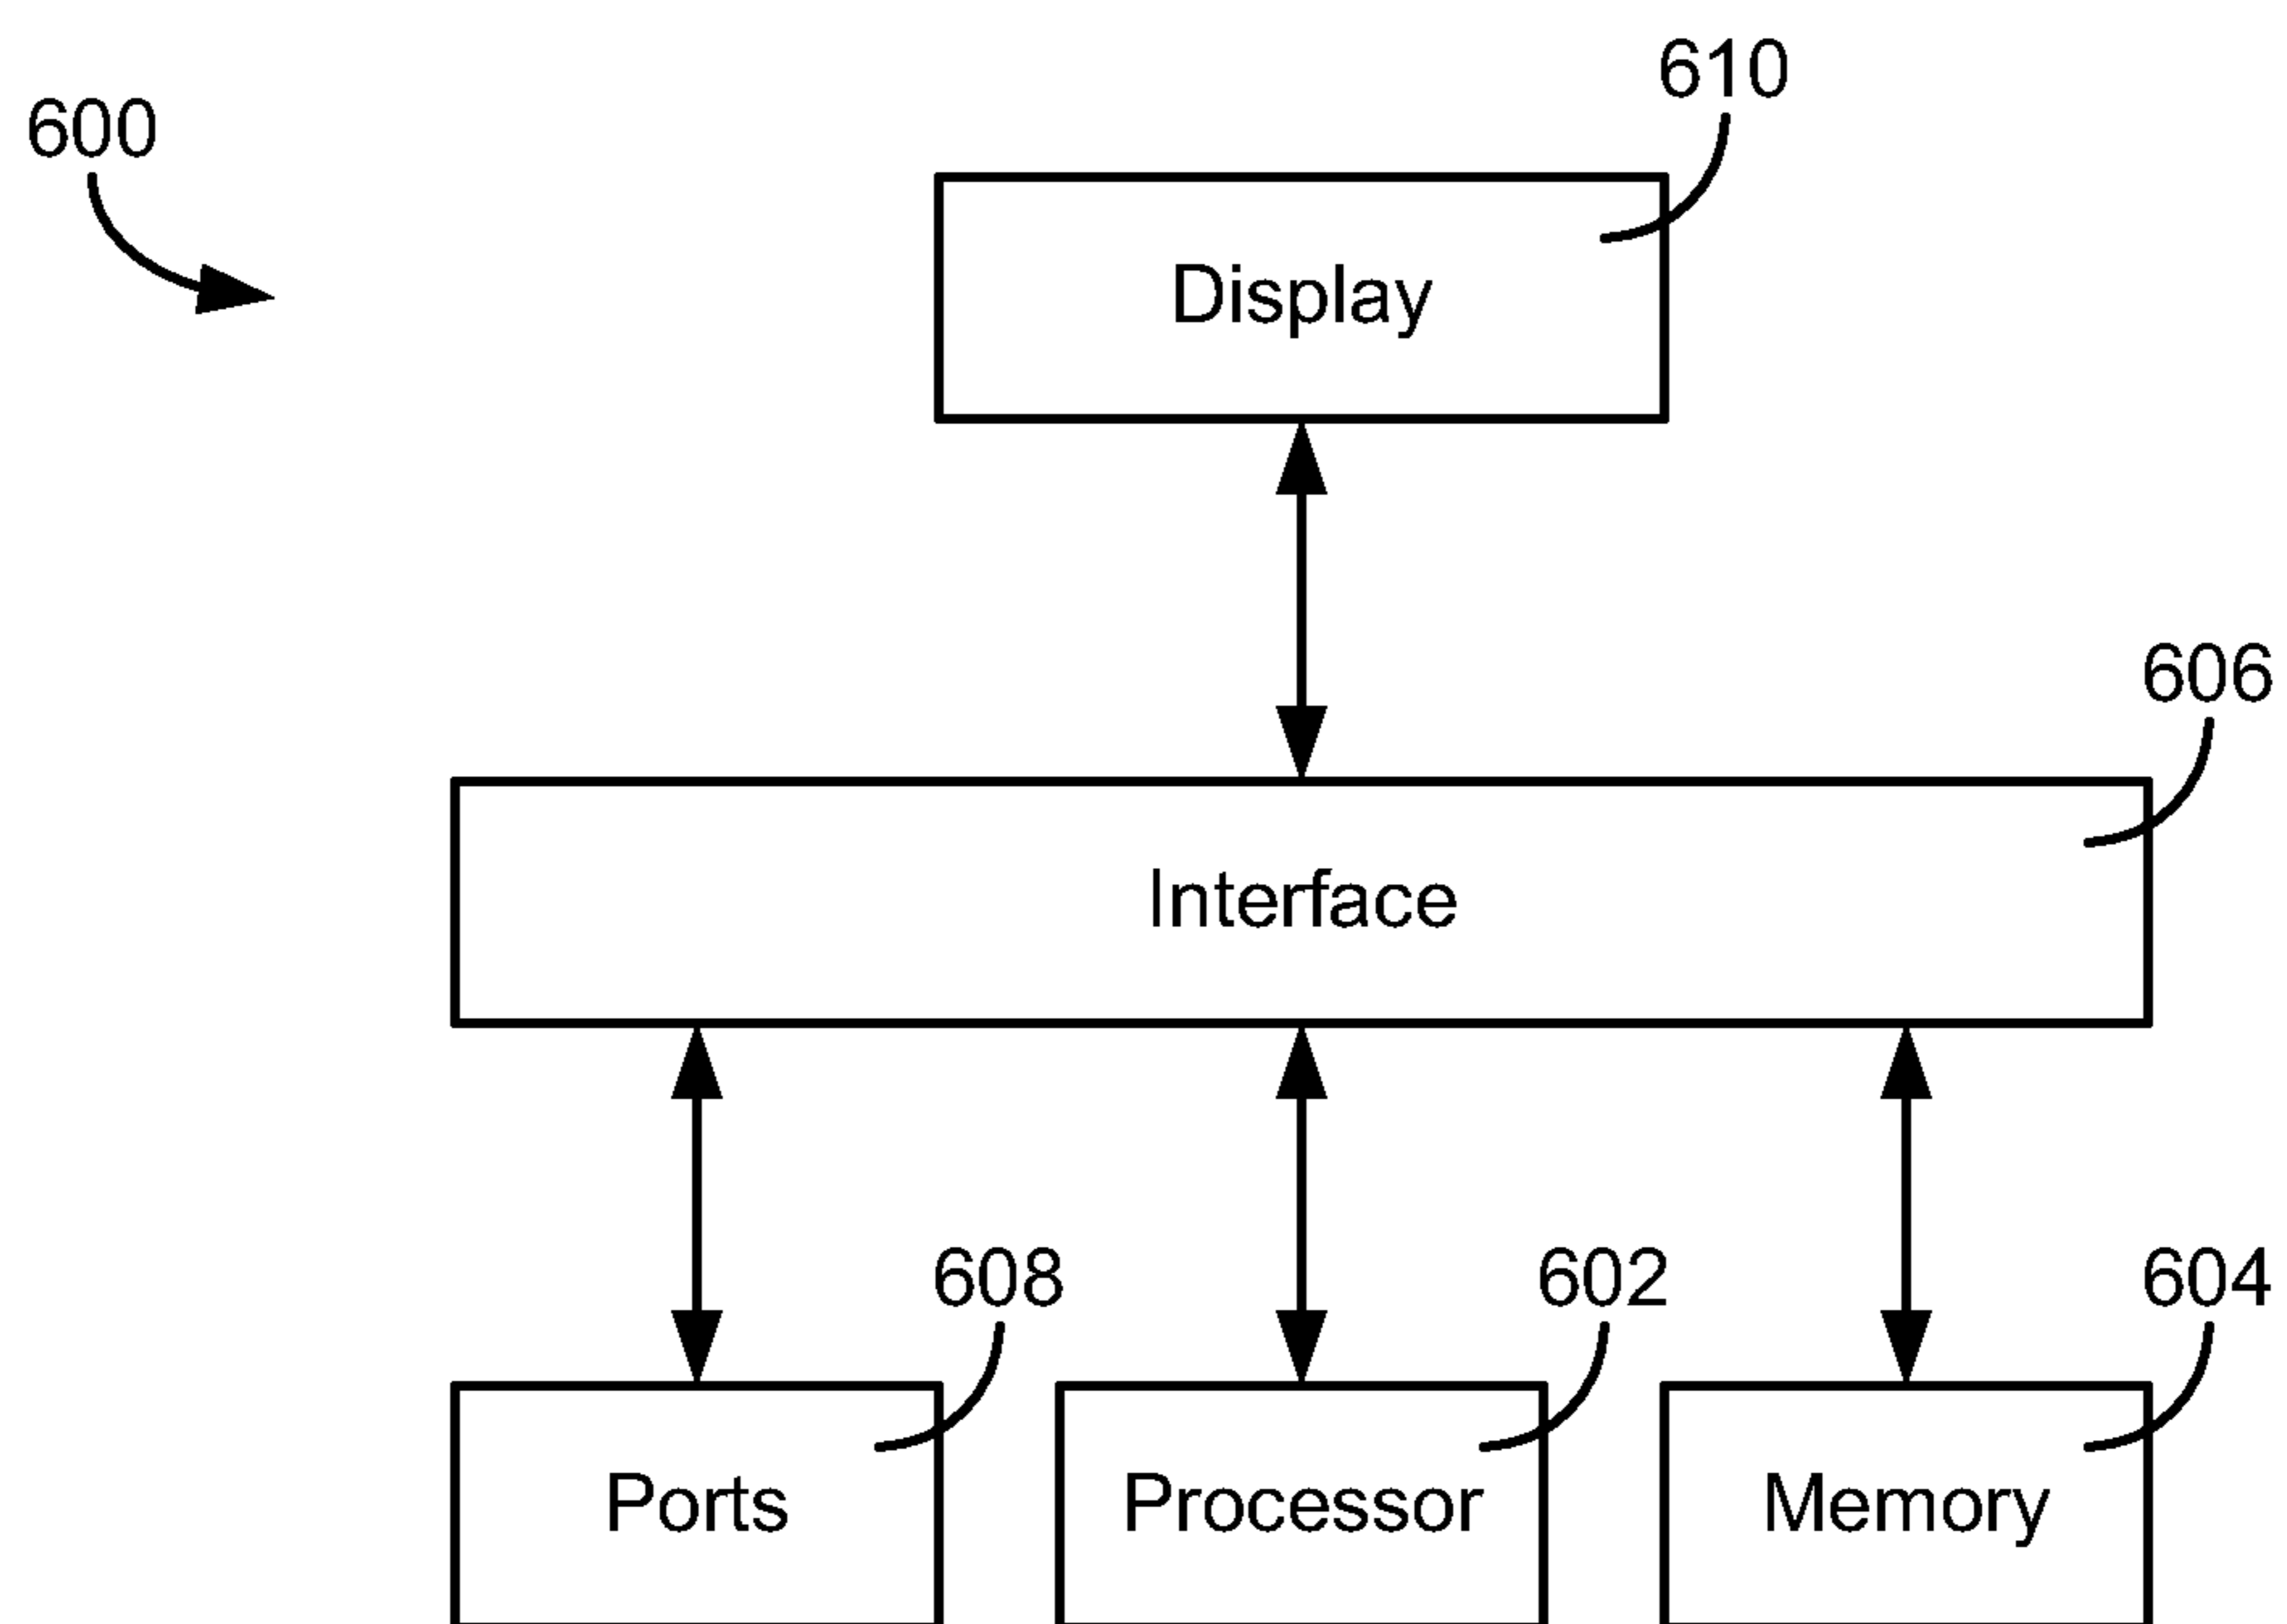 610
600
Display
606
Interface
608
602
604
Ports
Processor
Memory